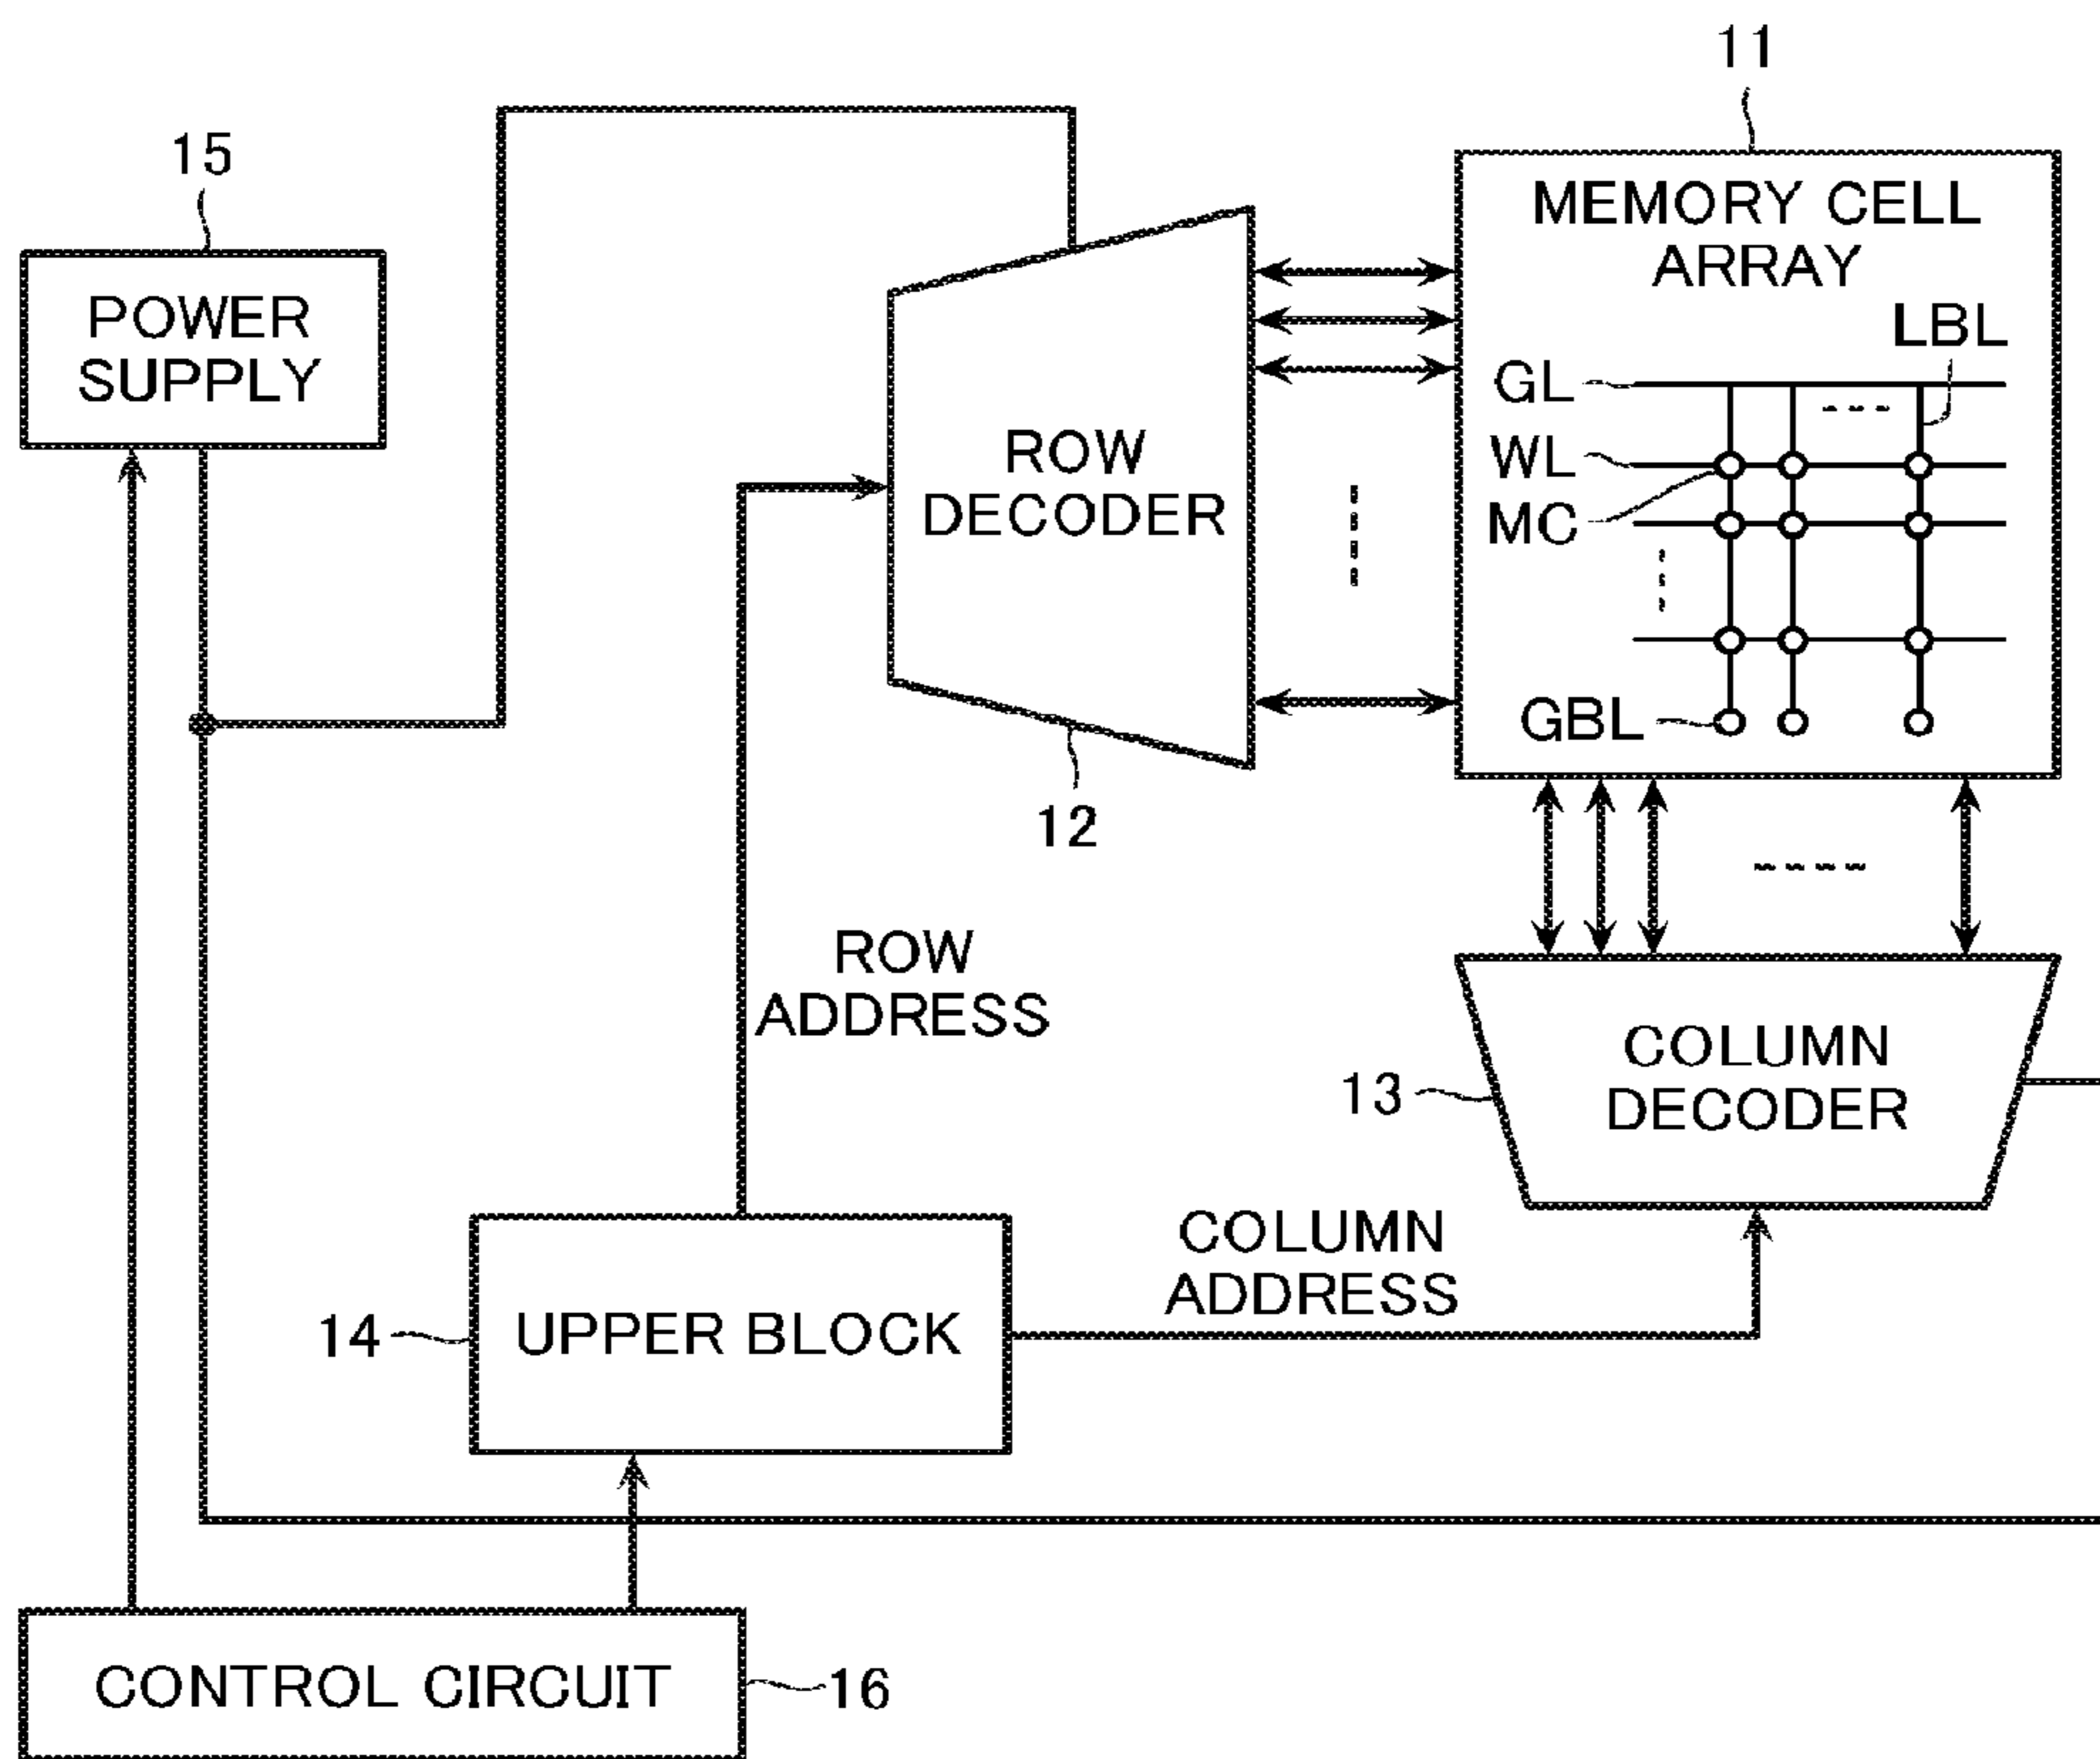 11
15
MEMORY CELL
ARRAY
POWER
SUPPLY
LBL
GL
WL
MC
GBL
ROW
DECODER
12
ROW
ADDRESS
COLUMN
DECODER
13
COLUMN
ADDRESS
14
UPPER BLOCK
CONTROL CIRCUIT
16